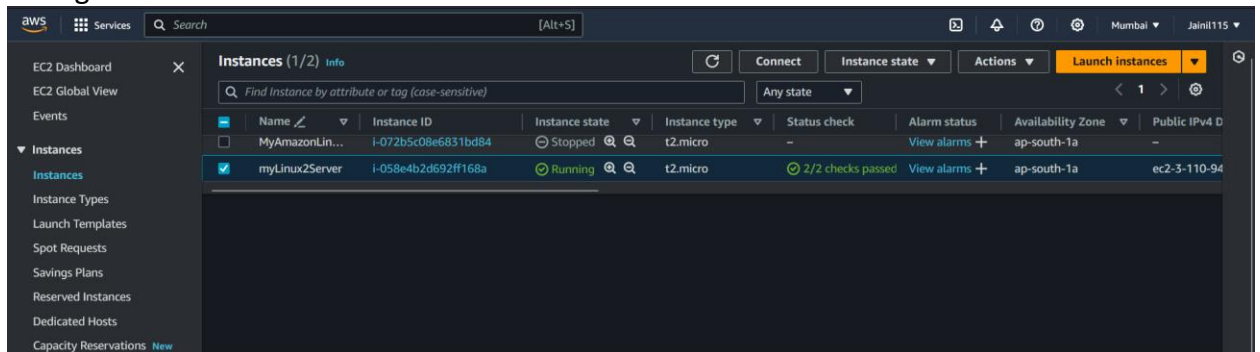 aws Services Search [Alt+S] Mumbai ▼ Jainil115 ▼
EC2 Dashboard
EC2 Global View
Events
Instances
Instances
Instance Types
Launch Templates
Spot Requests
Savings Plans
Reserved Instances
Dedicated Hosts
Capacity Reservations New
Instances (1/2) Info Connect Instance state ▼ Actions ▼ Launch instances ▼
Find Instance by attribute or tag (case-sensitive) Any state ▼ < 1 >
Name Instance ID Instance state Instance type Status check Alarm status Availability Zone Public IPv4 D
MyAmazonLin... i-072b5c08e6831bd84 Stopped t2.micro – View alarms + ap-south-1a –
myLinux2Server i-058e4b2d692ff168a Running t2.micro 2/2 checks passed View alarms + ap-south-1a ec2-3-110-94